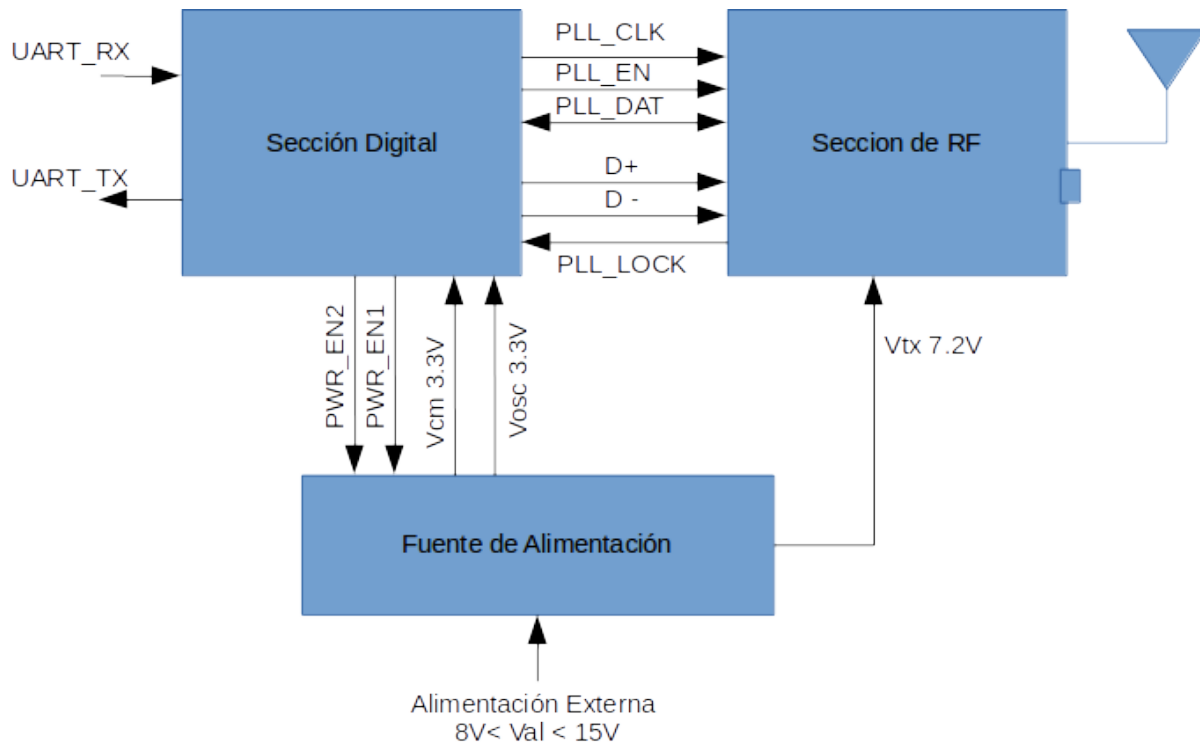 UART_RX
UART_TX
Sección Digital
PLL_CLK
PLL_EN
PLL_DAT
D+
D -
PLL_LOCK
Seccion de RF
PWR_EN2
PWR_EN1
Vcm 3.3V
Vosc 3.3V
Vtx 7.2V
Fuente de Alimentación
Alimentación Externa
8V< Val < 15V